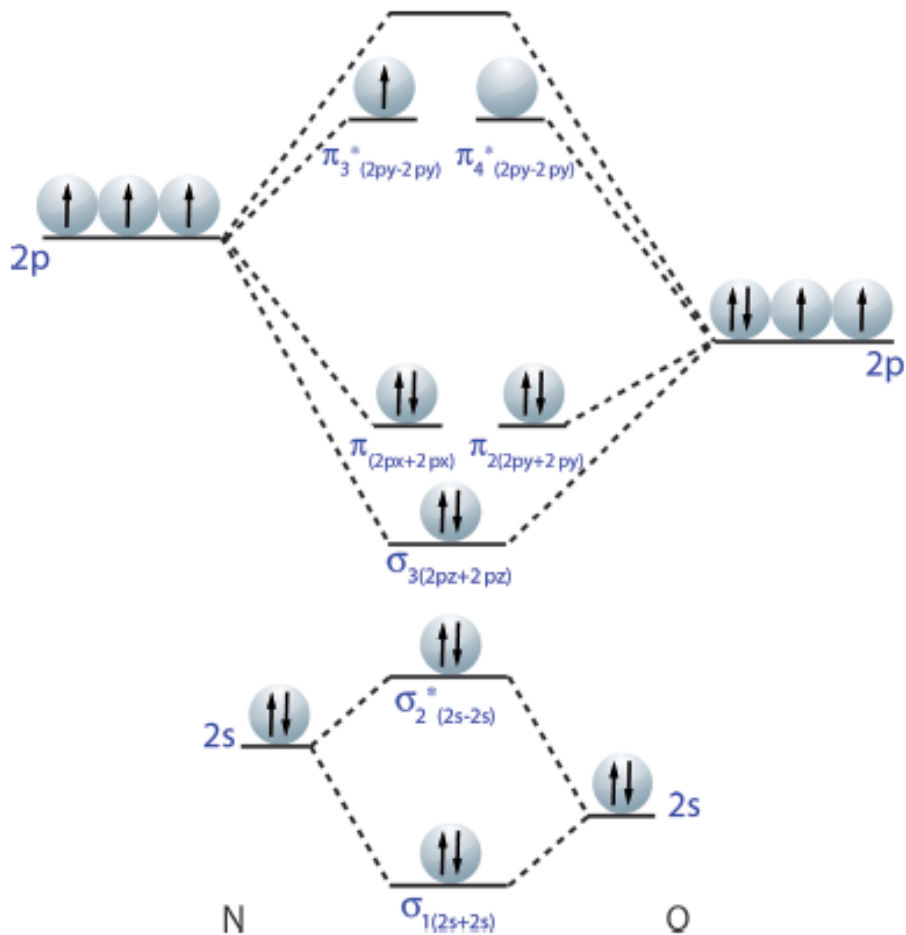 π3*(2py-2py) π4*(2py-2py)
2p
2p
π(2px+2px) π2(2py+2py)
σ3(2pz+2pz)
σ2*(2s-2s)
2s
2s
σ1(2s+2s)
N O